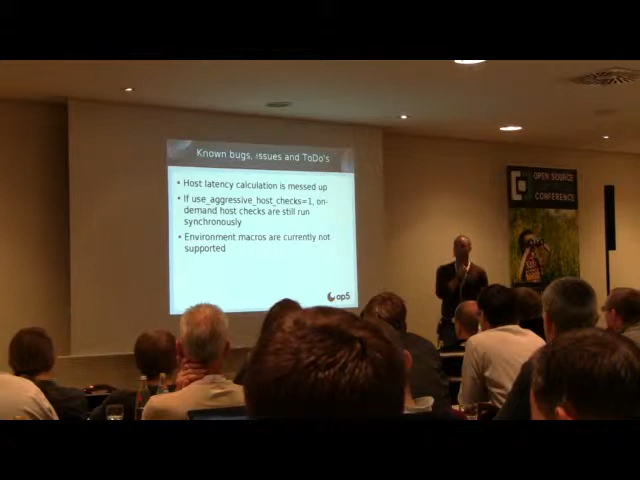 Known bugs, issues and ToDo's
• Host latency calculation is messed up
• If use_aggressive_host_checks=1, on-
demand host checks are still run
synchronously
• Environment macros are currently not
supported
op5
OPEN SOURCE
CONFERENCE